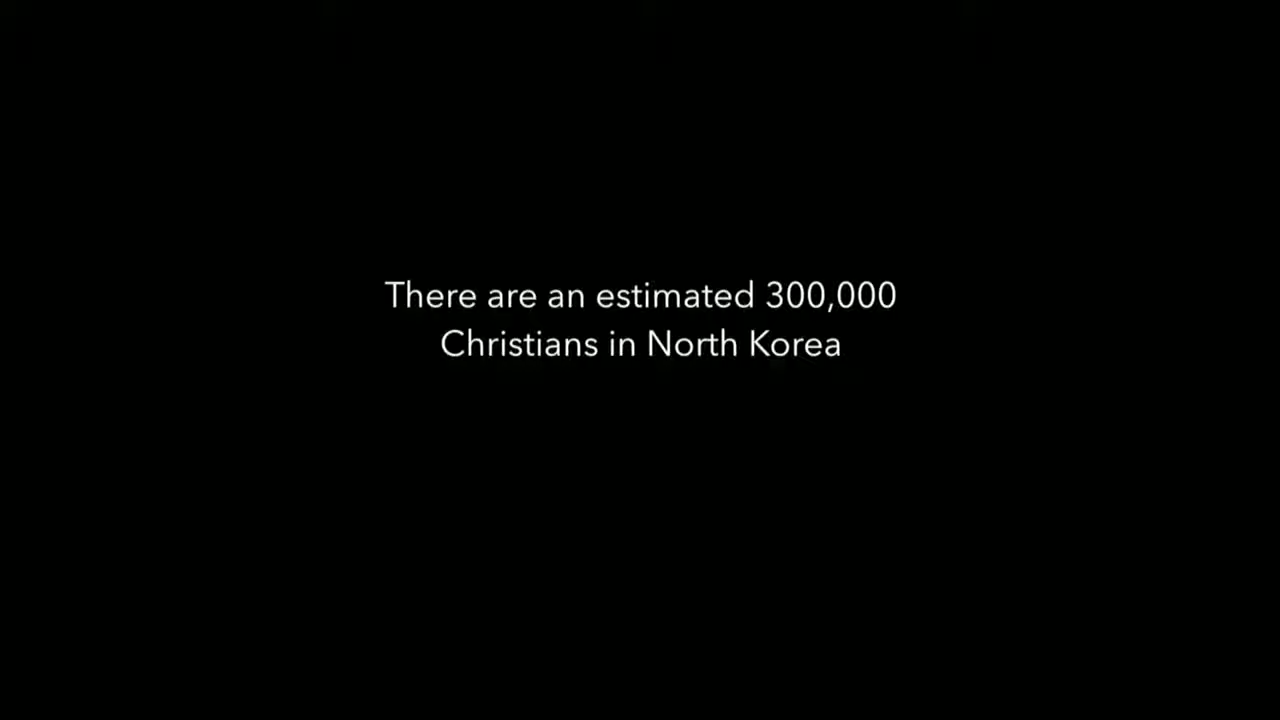 There are an estimated 300,000
Christians in North Korea